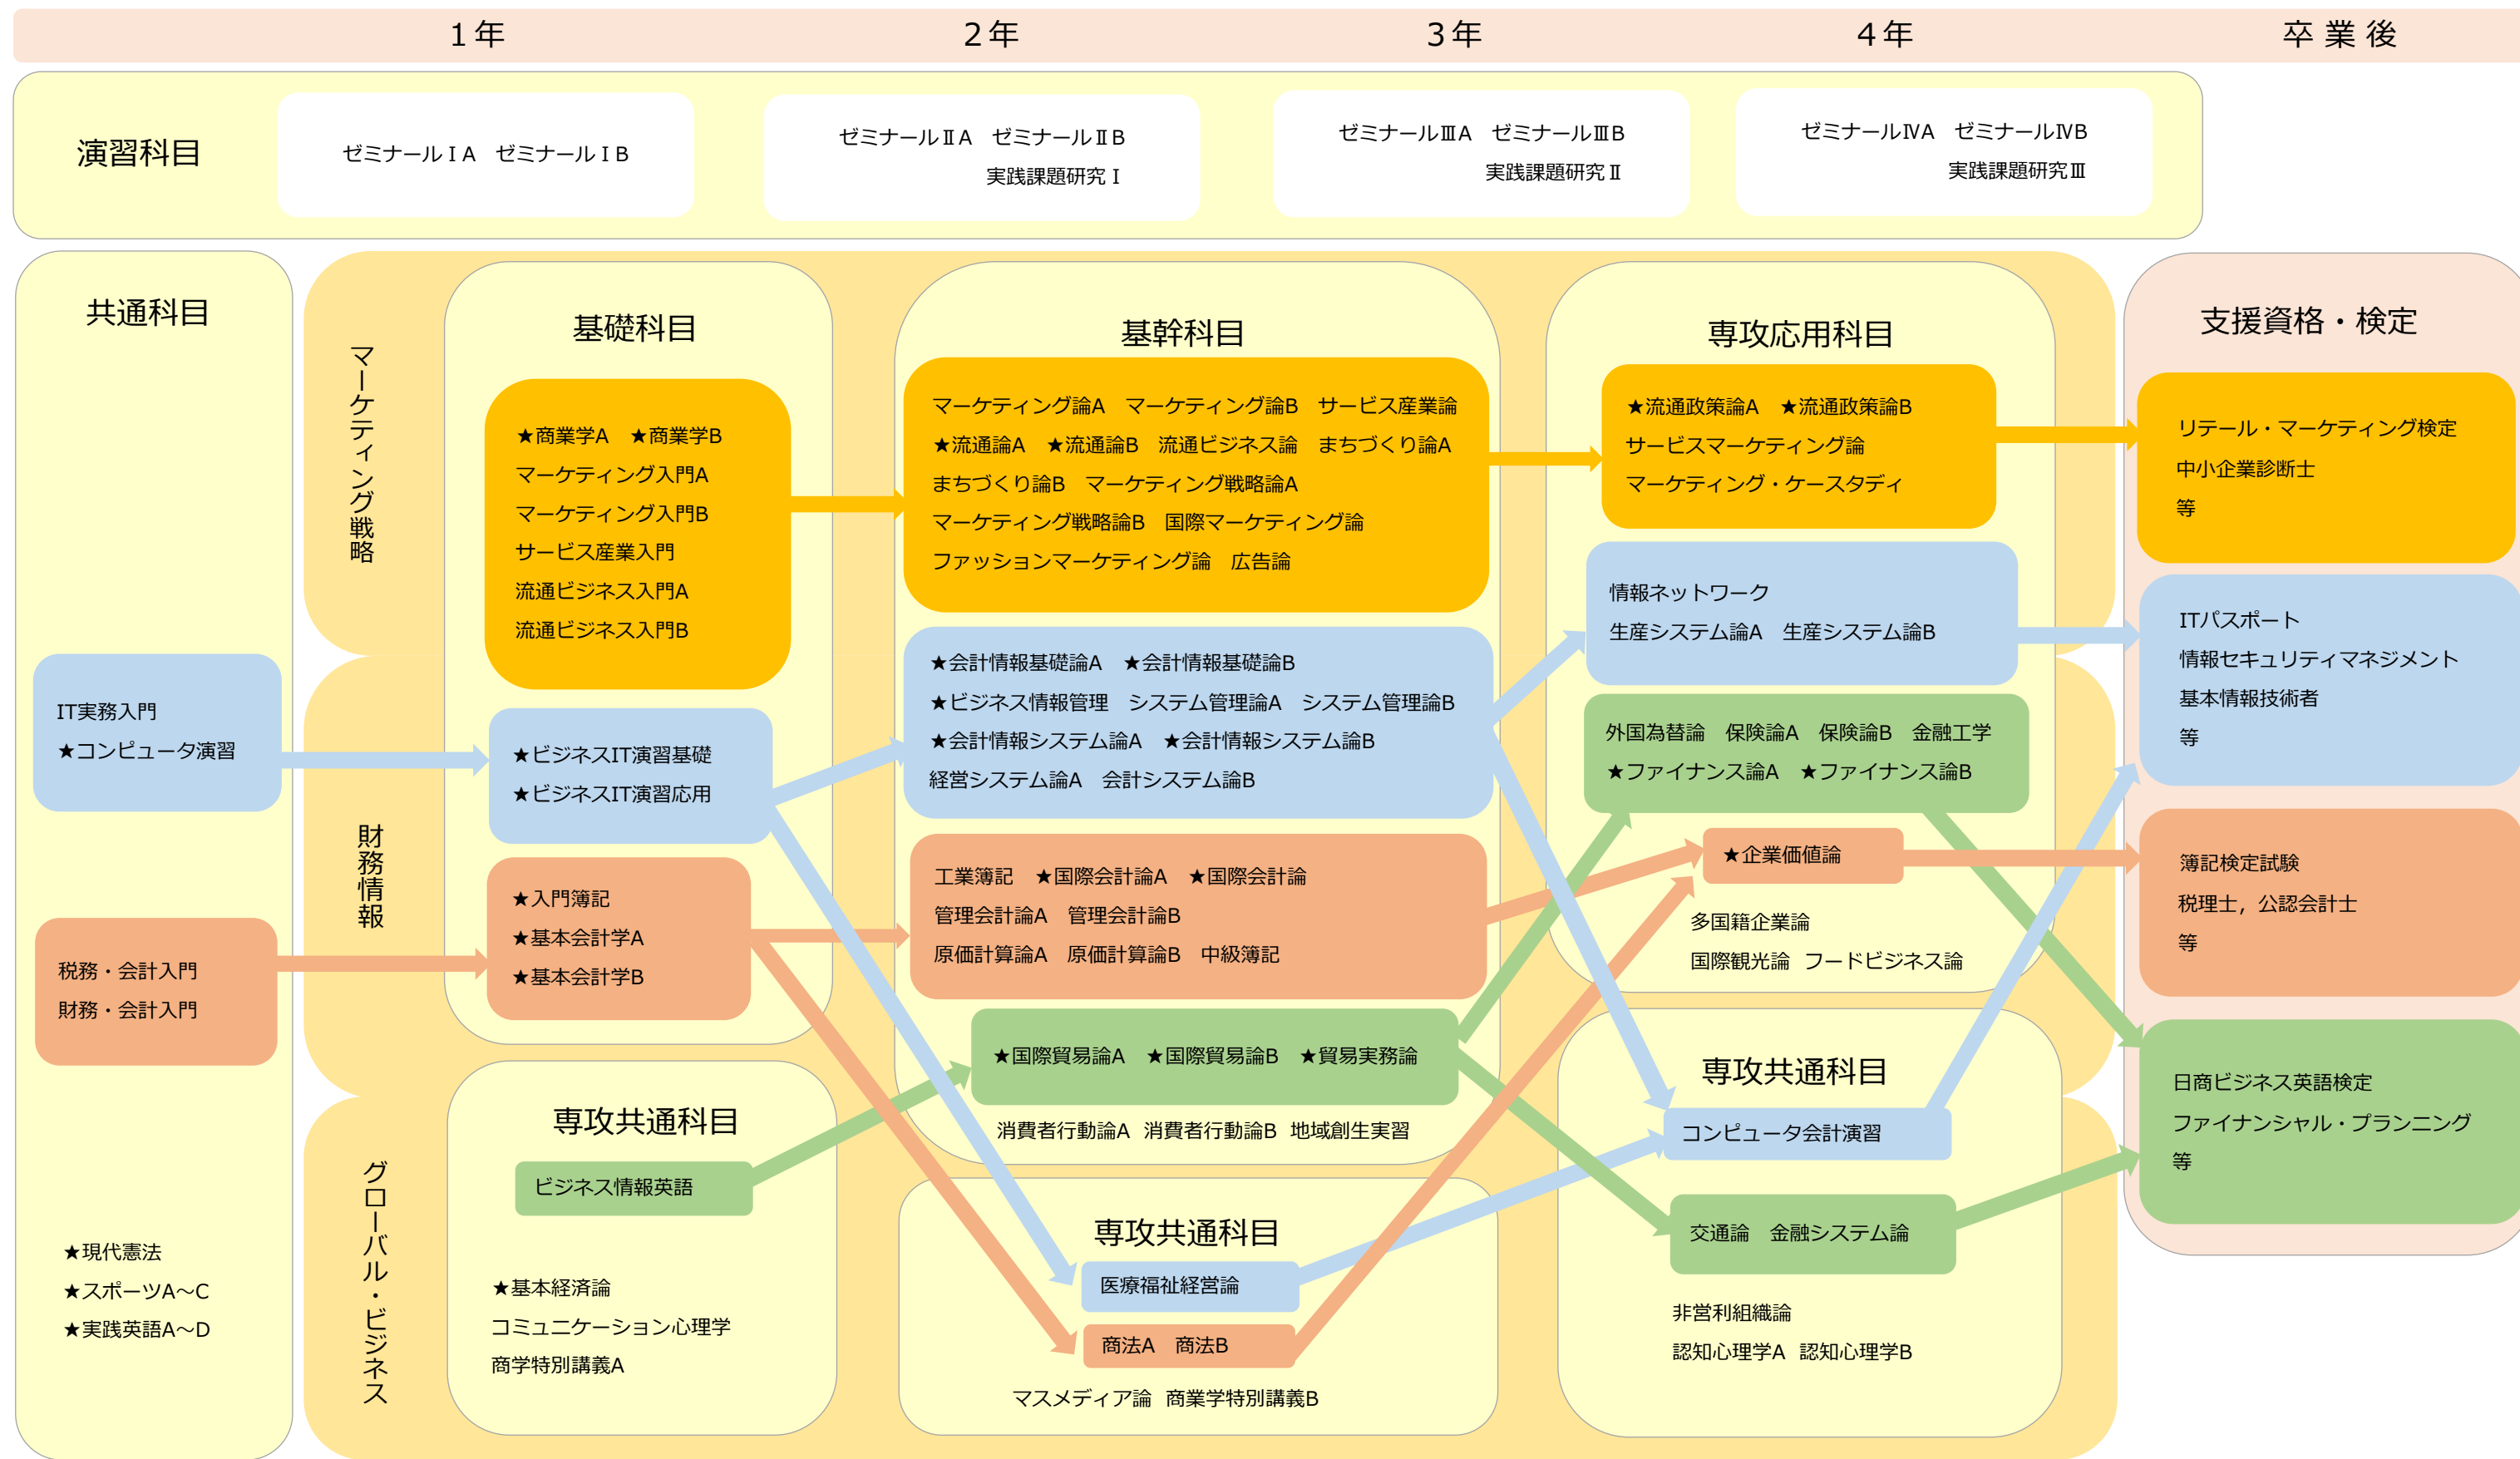 １年
２年
３年
４年
卒 業 後
演習科目
ゼミナールⅠA　ゼミナールⅠB
ゼミナールⅡA　ゼミナールⅡB
実践課題研究Ⅰ
ゼミナールⅢA　ゼミナールⅢB
実践課題研究Ⅱ
ゼミナールⅣA　ゼミナールⅣB
実践課題研究Ⅲ
共通科目
IT実務入門
★コンピュータ演習
税務・会計入門
財務・会計入門
★現代憲法
★スポーツA～C
★実践英語A～D
マーケティング戦略
財務情報
グローバル・ビジネス
基礎科目
★商業学A　★商業学B
マーケティング入門A
マーケティング入門B
サービス産業入門
流通ビジネス入門A
流通ビジネス入門B
★ビジネスIT演習基礎
★ビジネスIT演習応用
★入門簿記
★基本会計学A
★基本会計学B
専攻共通科目
ビジネス情報英語
★基本経済論
コミュニケーション心理学
商学特別講義A
基幹科目
マーケティング論A　マーケティング論B　サービス産業論
★流通論A　★流通論B　流通ビジネス論　まちづくり論A
まちづくり論B　マーケティング戦略論A
マーケティング戦略論B　国際マーケティング論
ファッションマーケティング論　広告論
★会計情報基礎論A　★会計情報基礎論B
★ビジネス情報管理　システム管理論A　システム管理論B
★会計情報システム論A　★会計情報システム論B
経営システム論A　会計システム論B
工業簿記　★国際会計論A　★国際会計論
管理会計論A　管理会計論B
原価計算論A　原価計算論B　中級簿記
★国際貿易論A　★国際貿易論B　★貿易実務論
消費者行動論A　消費者行動論B　地域創生実習
専攻共通科目
医療福祉経営論
商法A　商法B
マスメディア論　商業学特別講義B
専攻応用科目
★流通政策論A　★流通政策論B
サービスマーケティング論
マーケティング・ケースタディ
情報ネットワーク
生産システム論A　生産システム論B
外国為替論　保険論A　保険論B　金融工学
★ファイナンス論A　★ファイナンス論B
★企業価値論
多国籍企業論
国際観光論　フードビジネス論
専攻共通科目
コンピュータ会計演習
交通論　金融システム論
非営利組織論
認知心理学A　認知心理学B
支援資格・検定
リテール・マーケティング検定
中小企業診断士
等
ITパスポート
情報セキュリティマネジメント
基本情報技術者
等
簿記検定試験
税理士，公認会計士
等
日商ビジネス英語検定
ファイナンシャル・プランニング
等